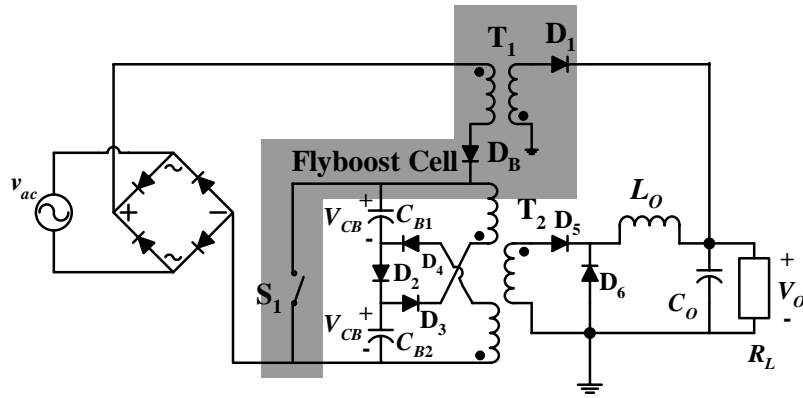 T1
D1
Flyboost Cell
DB
vac
~
+
-
~
T2
LO
+
VCB
-
CB1
D4
D5
S1
D2
D6
D3
+
VCB
-
CB2
CO
+
VO
-
RL